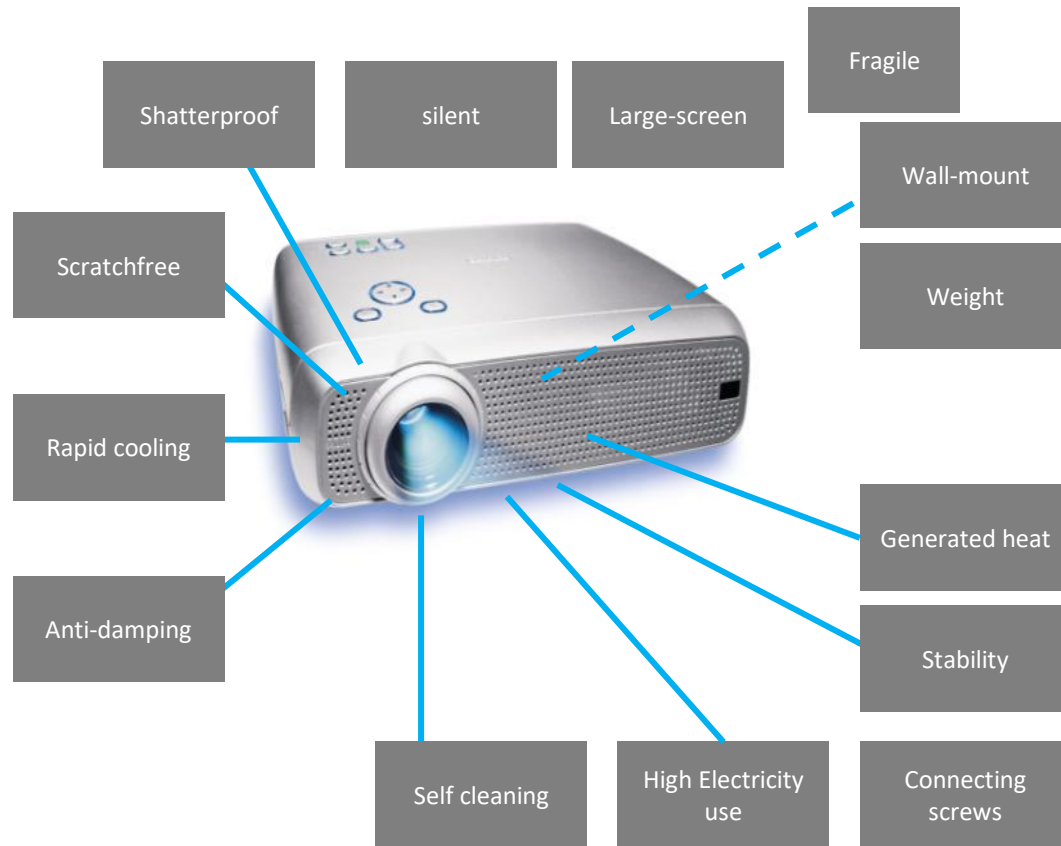 Fragile
Shatterproof
silent
Large-screen
Wall-mount
Scratchfree
Weight
Rapid cooling
Generated heat
Anti-damping
Stability
Self cleaning
High Electricity
use
Connecting
screws